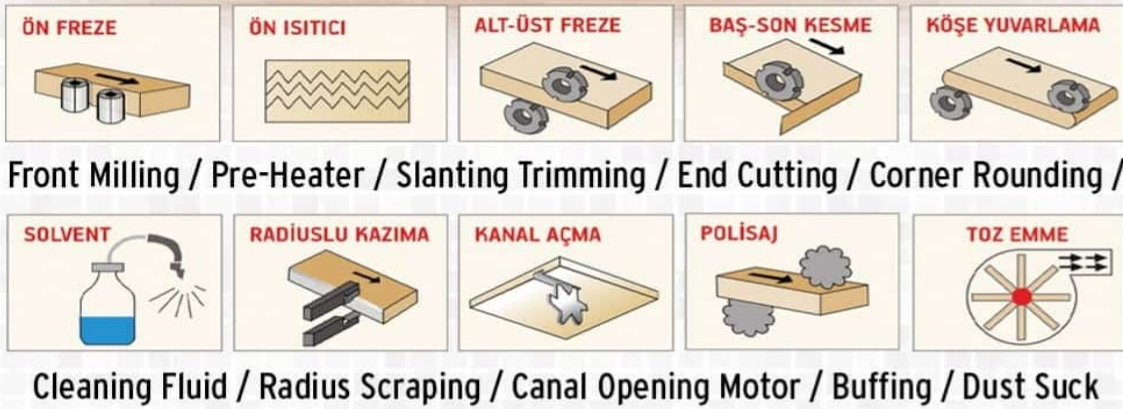 ÖN FREZE
ÖN ISITICI
ALT-ÜST FREZE
BAŞ-SON KESME
KÖŞE YUVARLAMA
Front Milling / Pre-Heater / Slanting Trimming / End Cutting / Corner Rounding /
SOLVENT
RADİUSLU KAZIMA
KANAL AÇMA
POLİSAJ
TOZ EMME
Cleaning Fluid / Radius Scraping / Canal Opening Motor / Buffing / Dust Suck